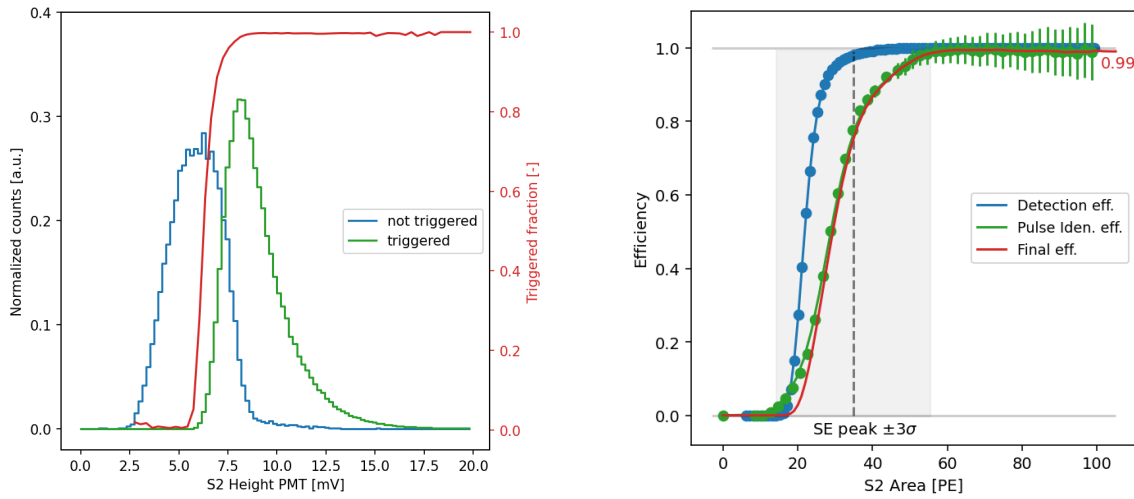 0.4
0.3
0.2
0.1
0.0
Normalized counts [a.u.]
0.0 2.5 5.0 7.5 10.0 12.5 15.0 17.5 20.0
S2 Height PMT [mV]
1.0
0.8
0.6
0.4
0.2
0.0
Triggered fraction [-]
not triggered
triggered
1.0
0.8
0.6
0.4
0.2
0.0
Efficiency
0 20 40 60 80 100
S2 Area [PE]
0.99
Detection eff.
Pulse Iden. eff.
Final eff.
SE peak ±3σ